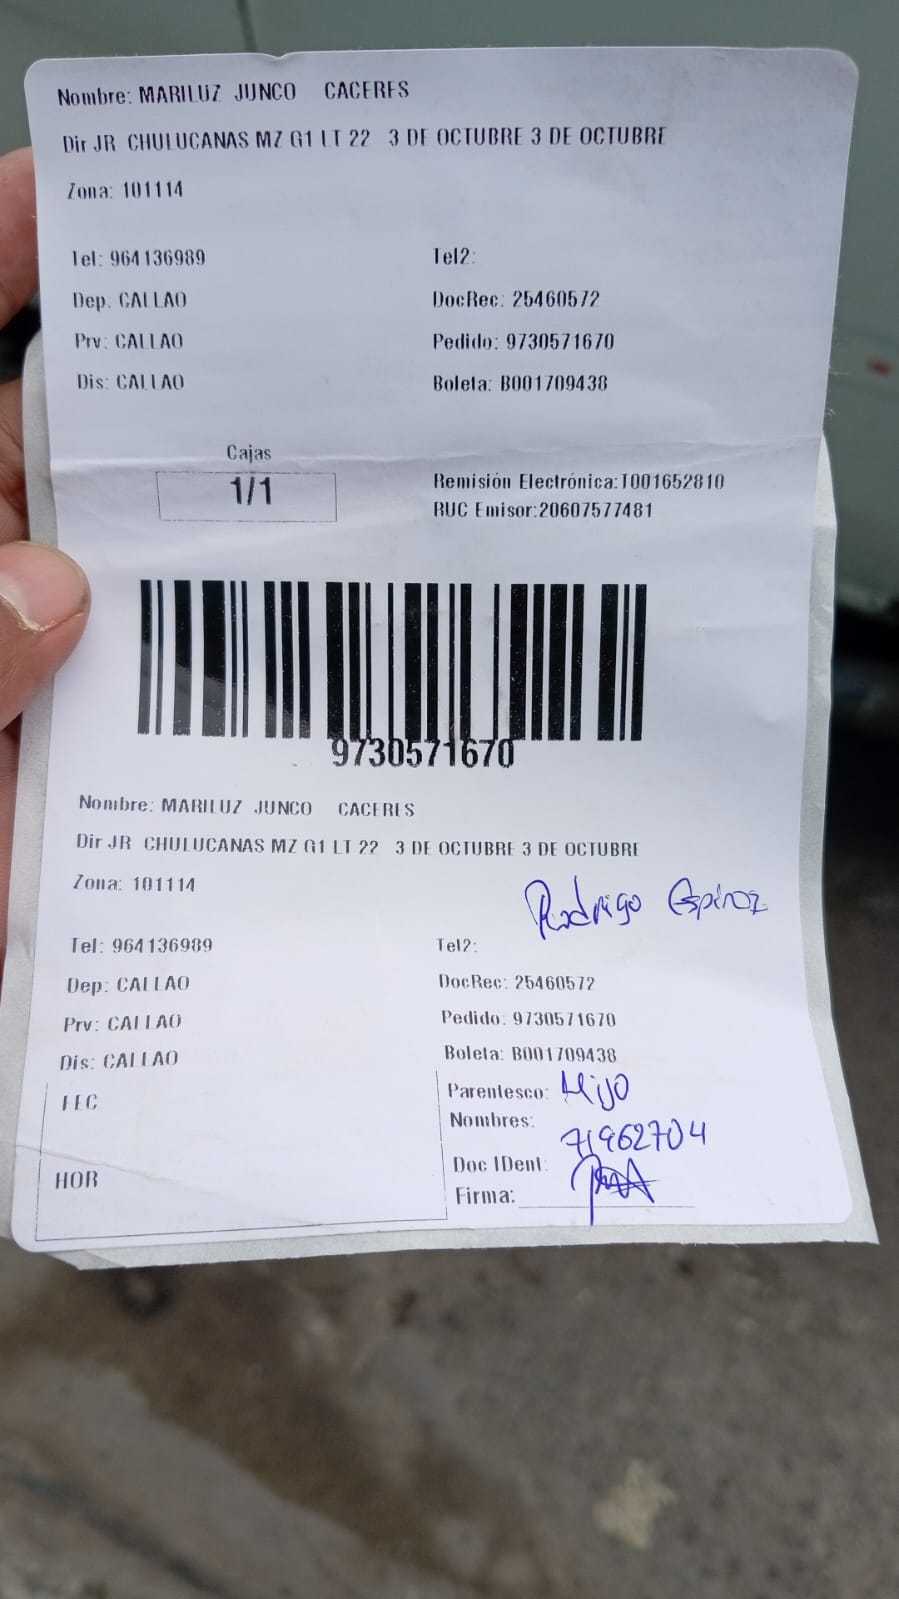 Nombre: MARILUZ JUNCO CACERES
Dir JR CHULUCANAS MZ G1 LT 22 3 DE OCTUBRE 3 DE OCTUBRE
Zona: 101114
Tel: 964136989 Tel2:
Dep. CALLAO DocRec: 25460572
Prv: CALLAO Pedido: 9730571670
Dis: CALLAO Boleta: B001709438
Cajas
1/1
Remisión Electrónica:T001652810
RUC Emisor:20607577481
9730571670
Nombre: MARILUZ JUNCO CACERES
Dir JR CHULUCANAS MZ G1 LT 22 3 DE OCTUBRE 3 DE OCTUBRE
Zona: 101114
Rodrigo Espinoz
Tel: 964136989 Tel2:
Dep: CALLAO DocRec: 25460572
Prv: CALLAO Pedido: 9730571670
Dis: CALLAO Boleta: B001709438
FEC Parentesco: Hijo
Nombres:
71962704
HOR Doc IDent:
Firma: